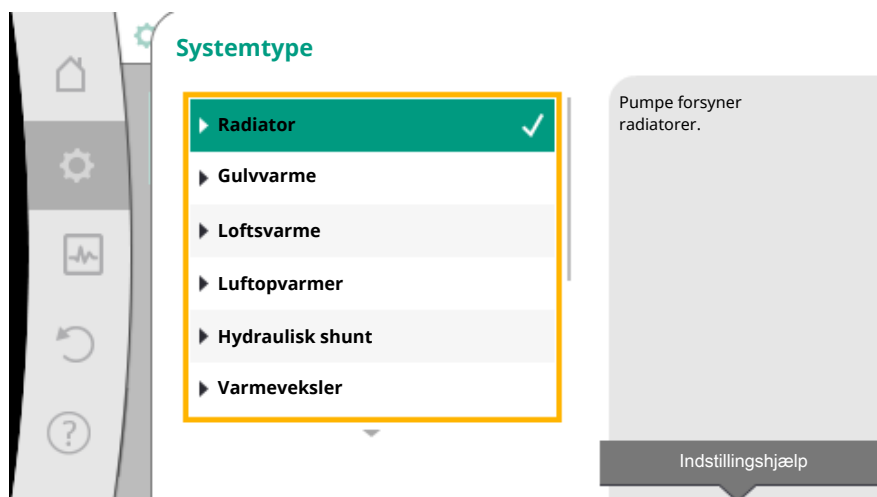 Systemtype
Radiator
Gulvvarme
Loftsvarme
Luftopvarmer
Hydraulisk shunt
Varmeveksler
Pumpe forsyner
radiatorer.
Indstillingshjælp